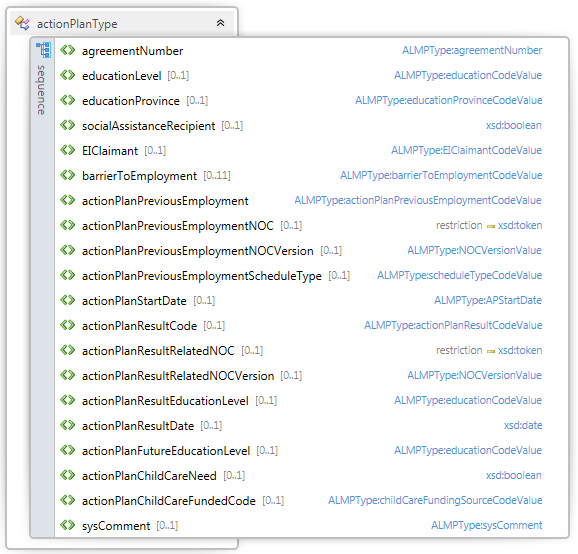 actionPlanType
sequence
agreementNumber ALMPType:agreementNumber
educationLevel [0..1] ALMPType:educationCodeValue
educationProvince [0..1] ALMPType:educationProvinceCodeValue
socialAssistanceRecipient [0..1] xsd:boolean
EIClaimant [0..1] ALMPType:EIClaimantCodeValue
barrierToEmployment [0..11] ALMPType:barrierToEmploymentCodeValue
actionPlanPreviousEmployment ALMPType:actionPlanPreviousEmploymentCodeValue
actionPlanPreviousEmploymentNOC [0..1] restriction xsd:token
actionPlanPreviousEmploymentNOCVersion [0..1] ALMPType:NOCVersionValue
actionPlanPreviousEmploymentScheduleType [0..1] ALMPType:scheduleTypeCodeValue
actionPlanStartDate [0..1] ALMPType:APStartDate
actionPlanResultCode [0..1] ALMPType:actionPlanResultCodeValue
actionPlanResultRelatedNOC [0..1] restriction xsd:token
actionPlanResultRelatedNOCVersion [0..1] ALMPType:NOCVersionValue
actionPlanResultEducationLevel [0..1] ALMPType:educationCodeValue
actionPlanResultDate [0..1] xsd:date
actionPlanFutureEducationLevel [0..1] ALMPType:educationCodeValue
actionPlanChildCareNeed [0..1] xsd:boolean
actionPlanChildCareFundedCode [0..1] ALMPType:childCareFundingSourceCodeValue
sysComment [0..1] ALMPType:sysComment